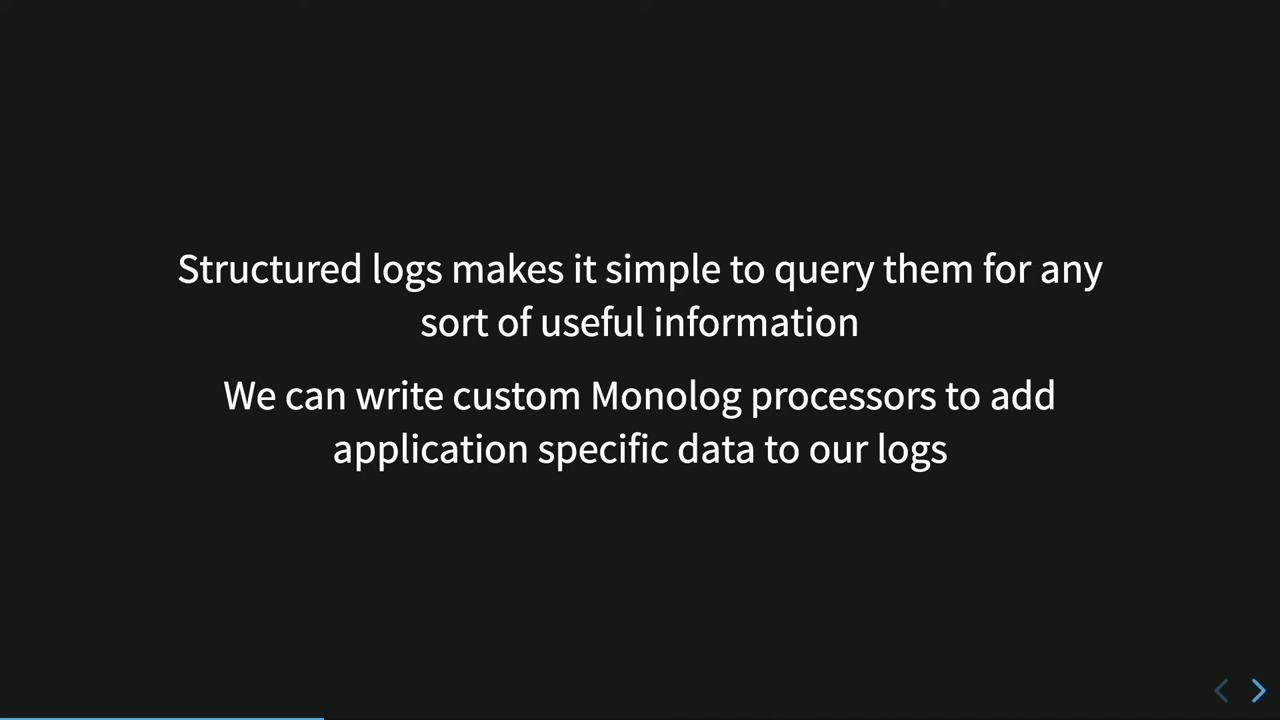 Structured logs makes it simple to query them for any
sort of useful information
We can write custom Monolog processors to add
application specific data to our logs